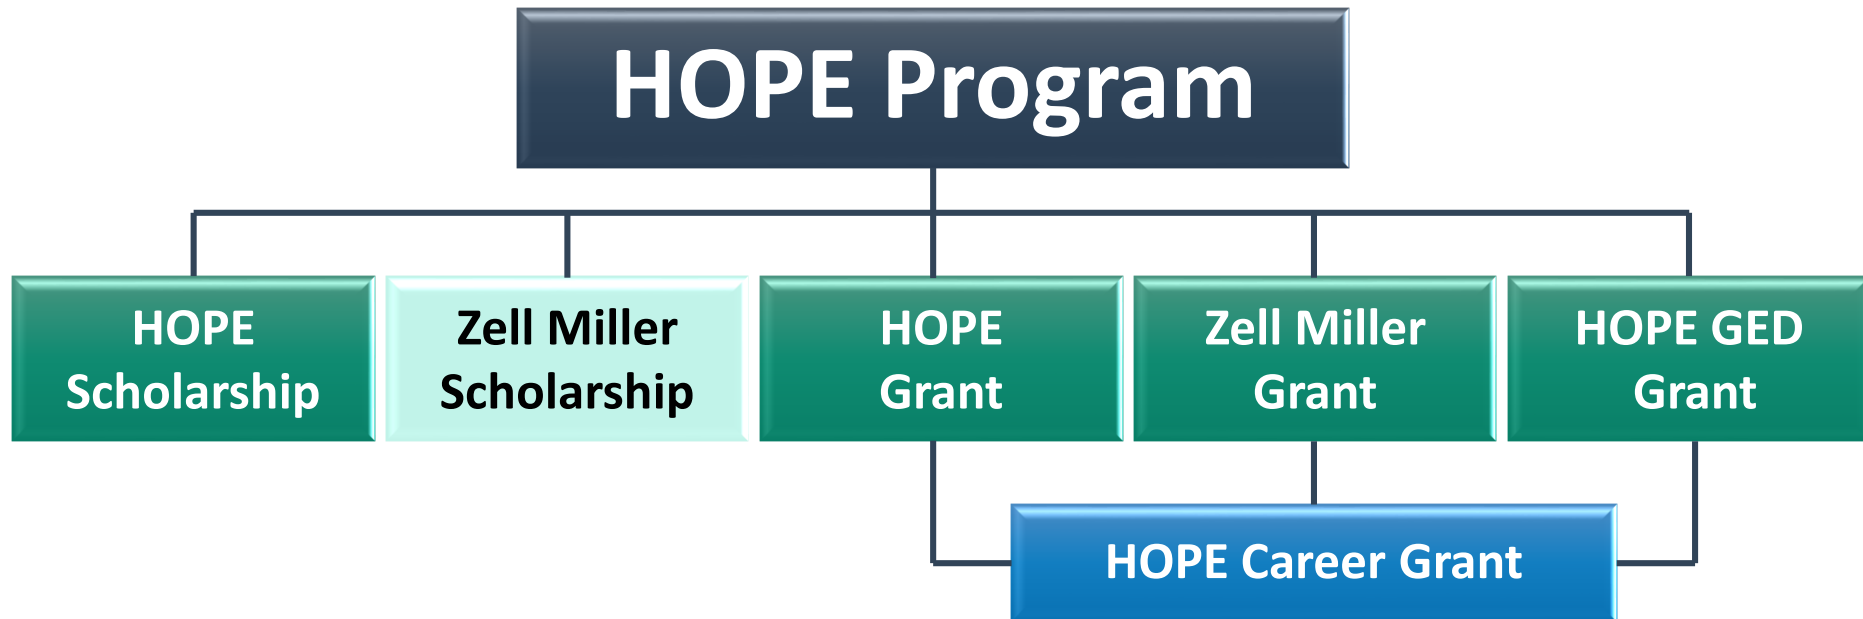 HOPE Program
HOPE
Scholarship
Zell Miller
Scholarship
HOPE
Grant
Zell Miller
Grant
HOPE GED
Grant
HOPE Career Grant